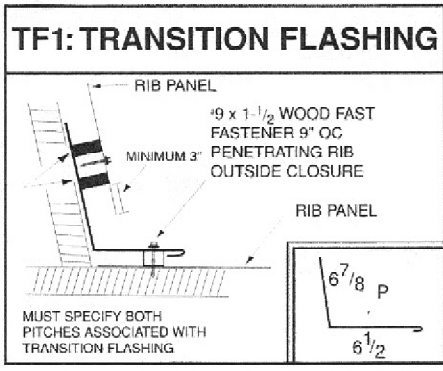 TF1: TRANSITION FLASHING
RIB PANEL
#9 x 1-1/2 WOOD FAST
FASTENER 9" OC
PENETRATING RIB
OUTSIDE CLOSURE
MINIMUM 3"
RIB PANEL
MUST SPECIFY BOTH
PITCHES ASSOCIATED WITH
TRANSITION FLASHING
6 7/8 P
6 1/2